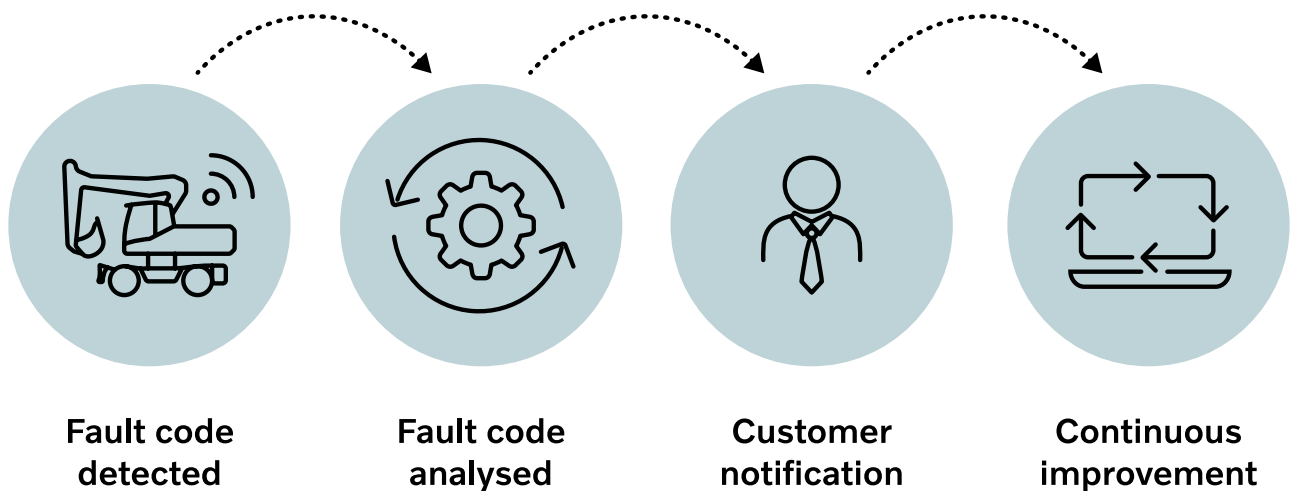 Fault code
detected
Fault code
analysed
Customer
notification
Continuous
improvement